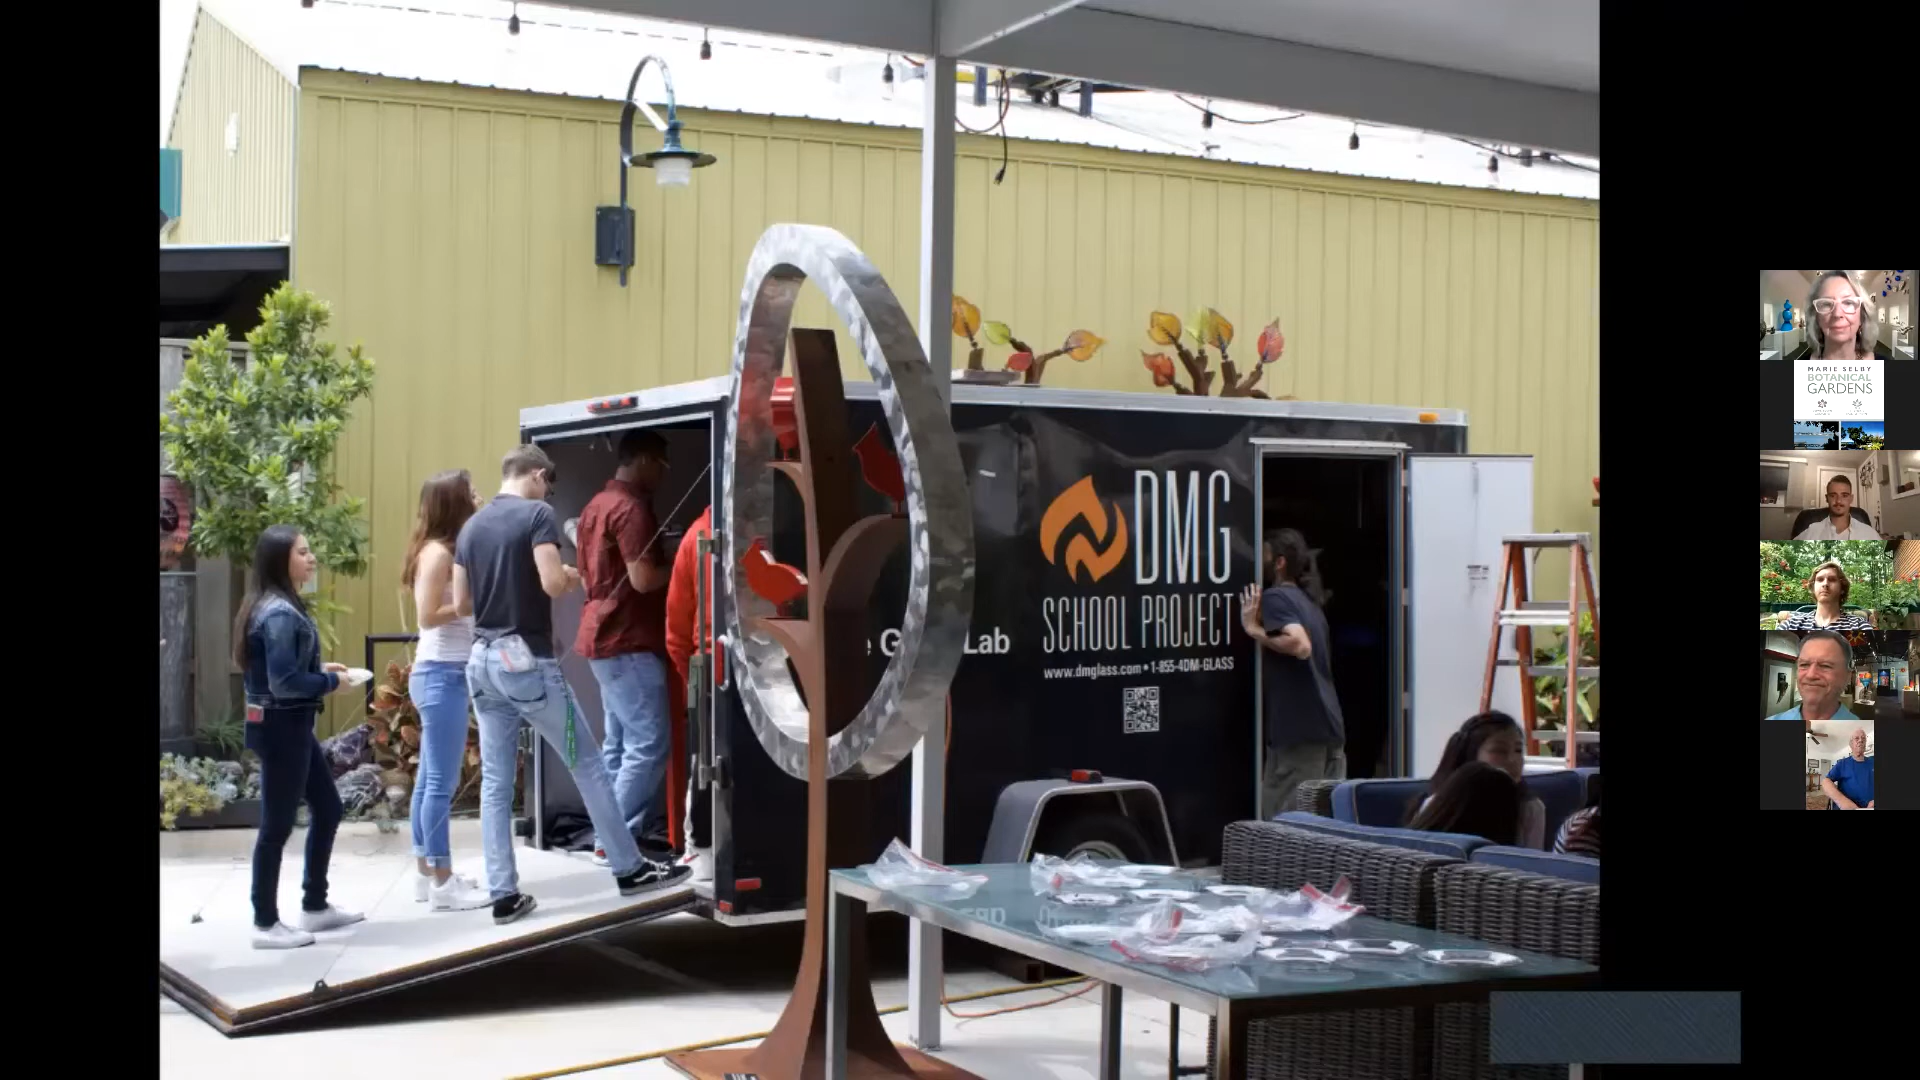 DMG
SCHOOL PROJECT
www.dmglass.com • 1-855-4DM-GLASS
Lab
MARIE SELBY
BOTANICAL
GARDENS